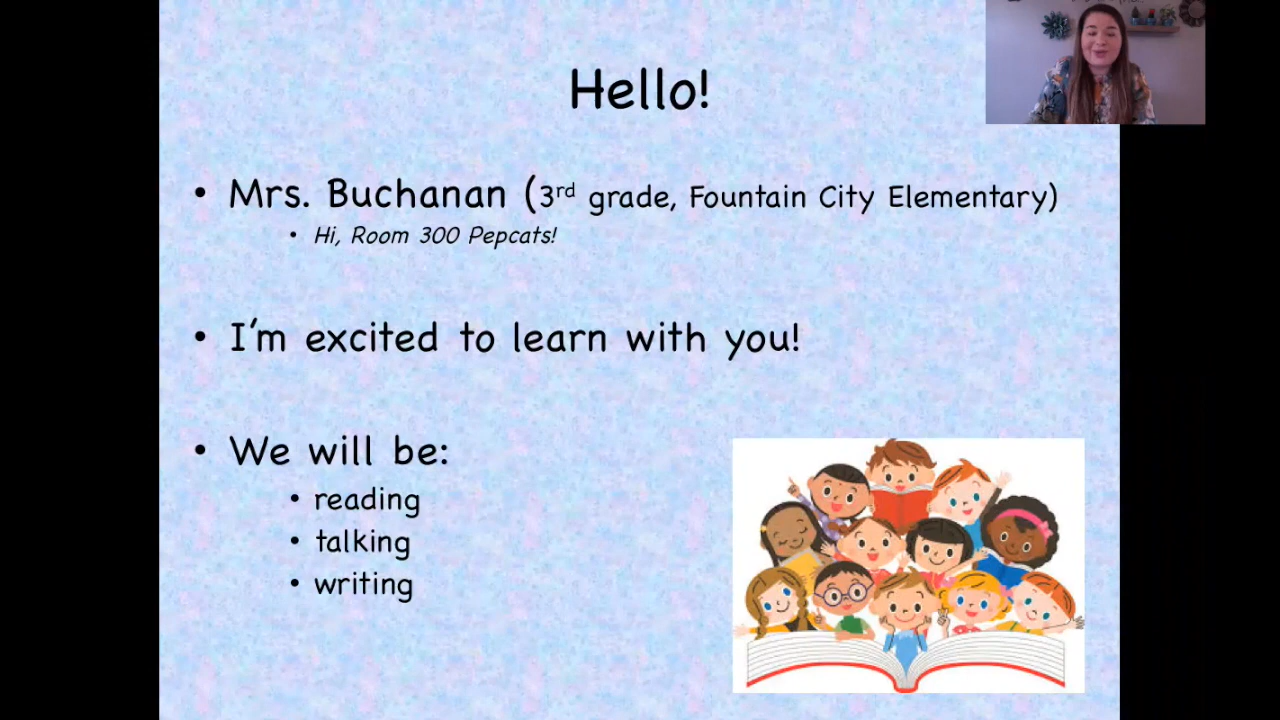 Hello!
• Mrs. Buchanan (3rd grade, Fountain City Elementary)
• Hi, Room 300 Pepcats!
• I'm excited to learn with you!
• We will be:
• reading
• talking
• writing